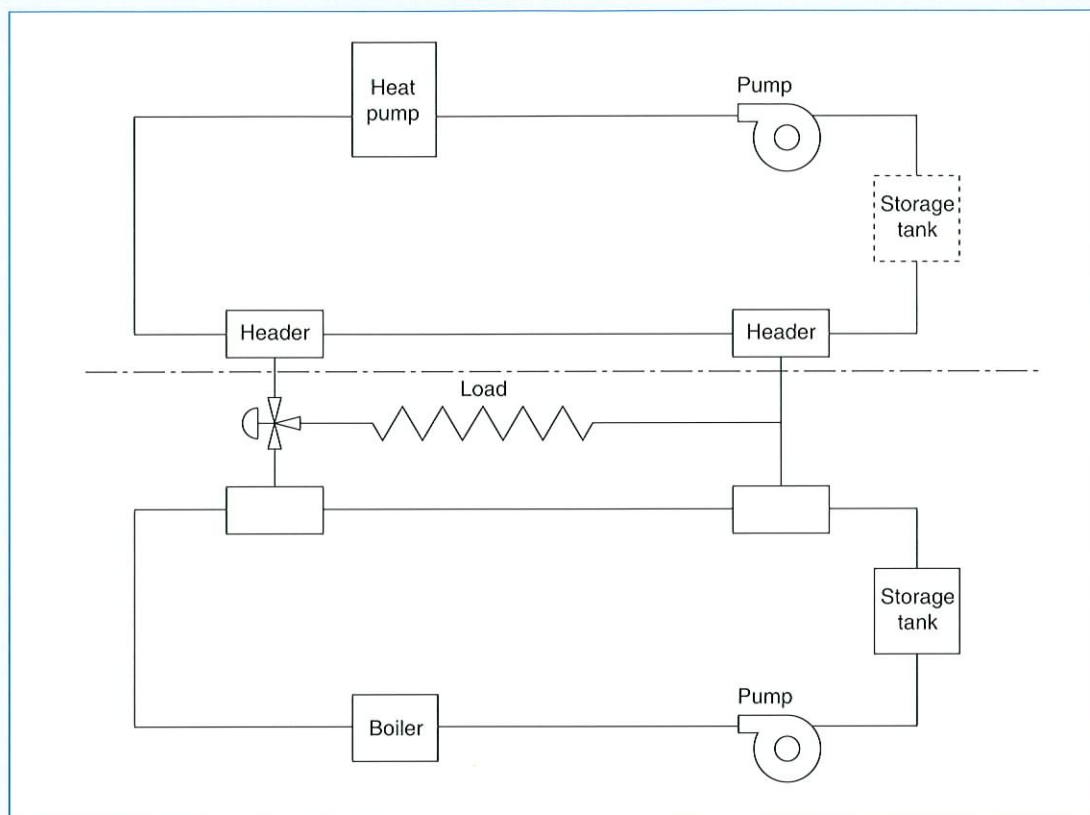 Heat
pump
Pump
Storage
tank
Header
Header
Load
Storage
tank
Pump
Boiler